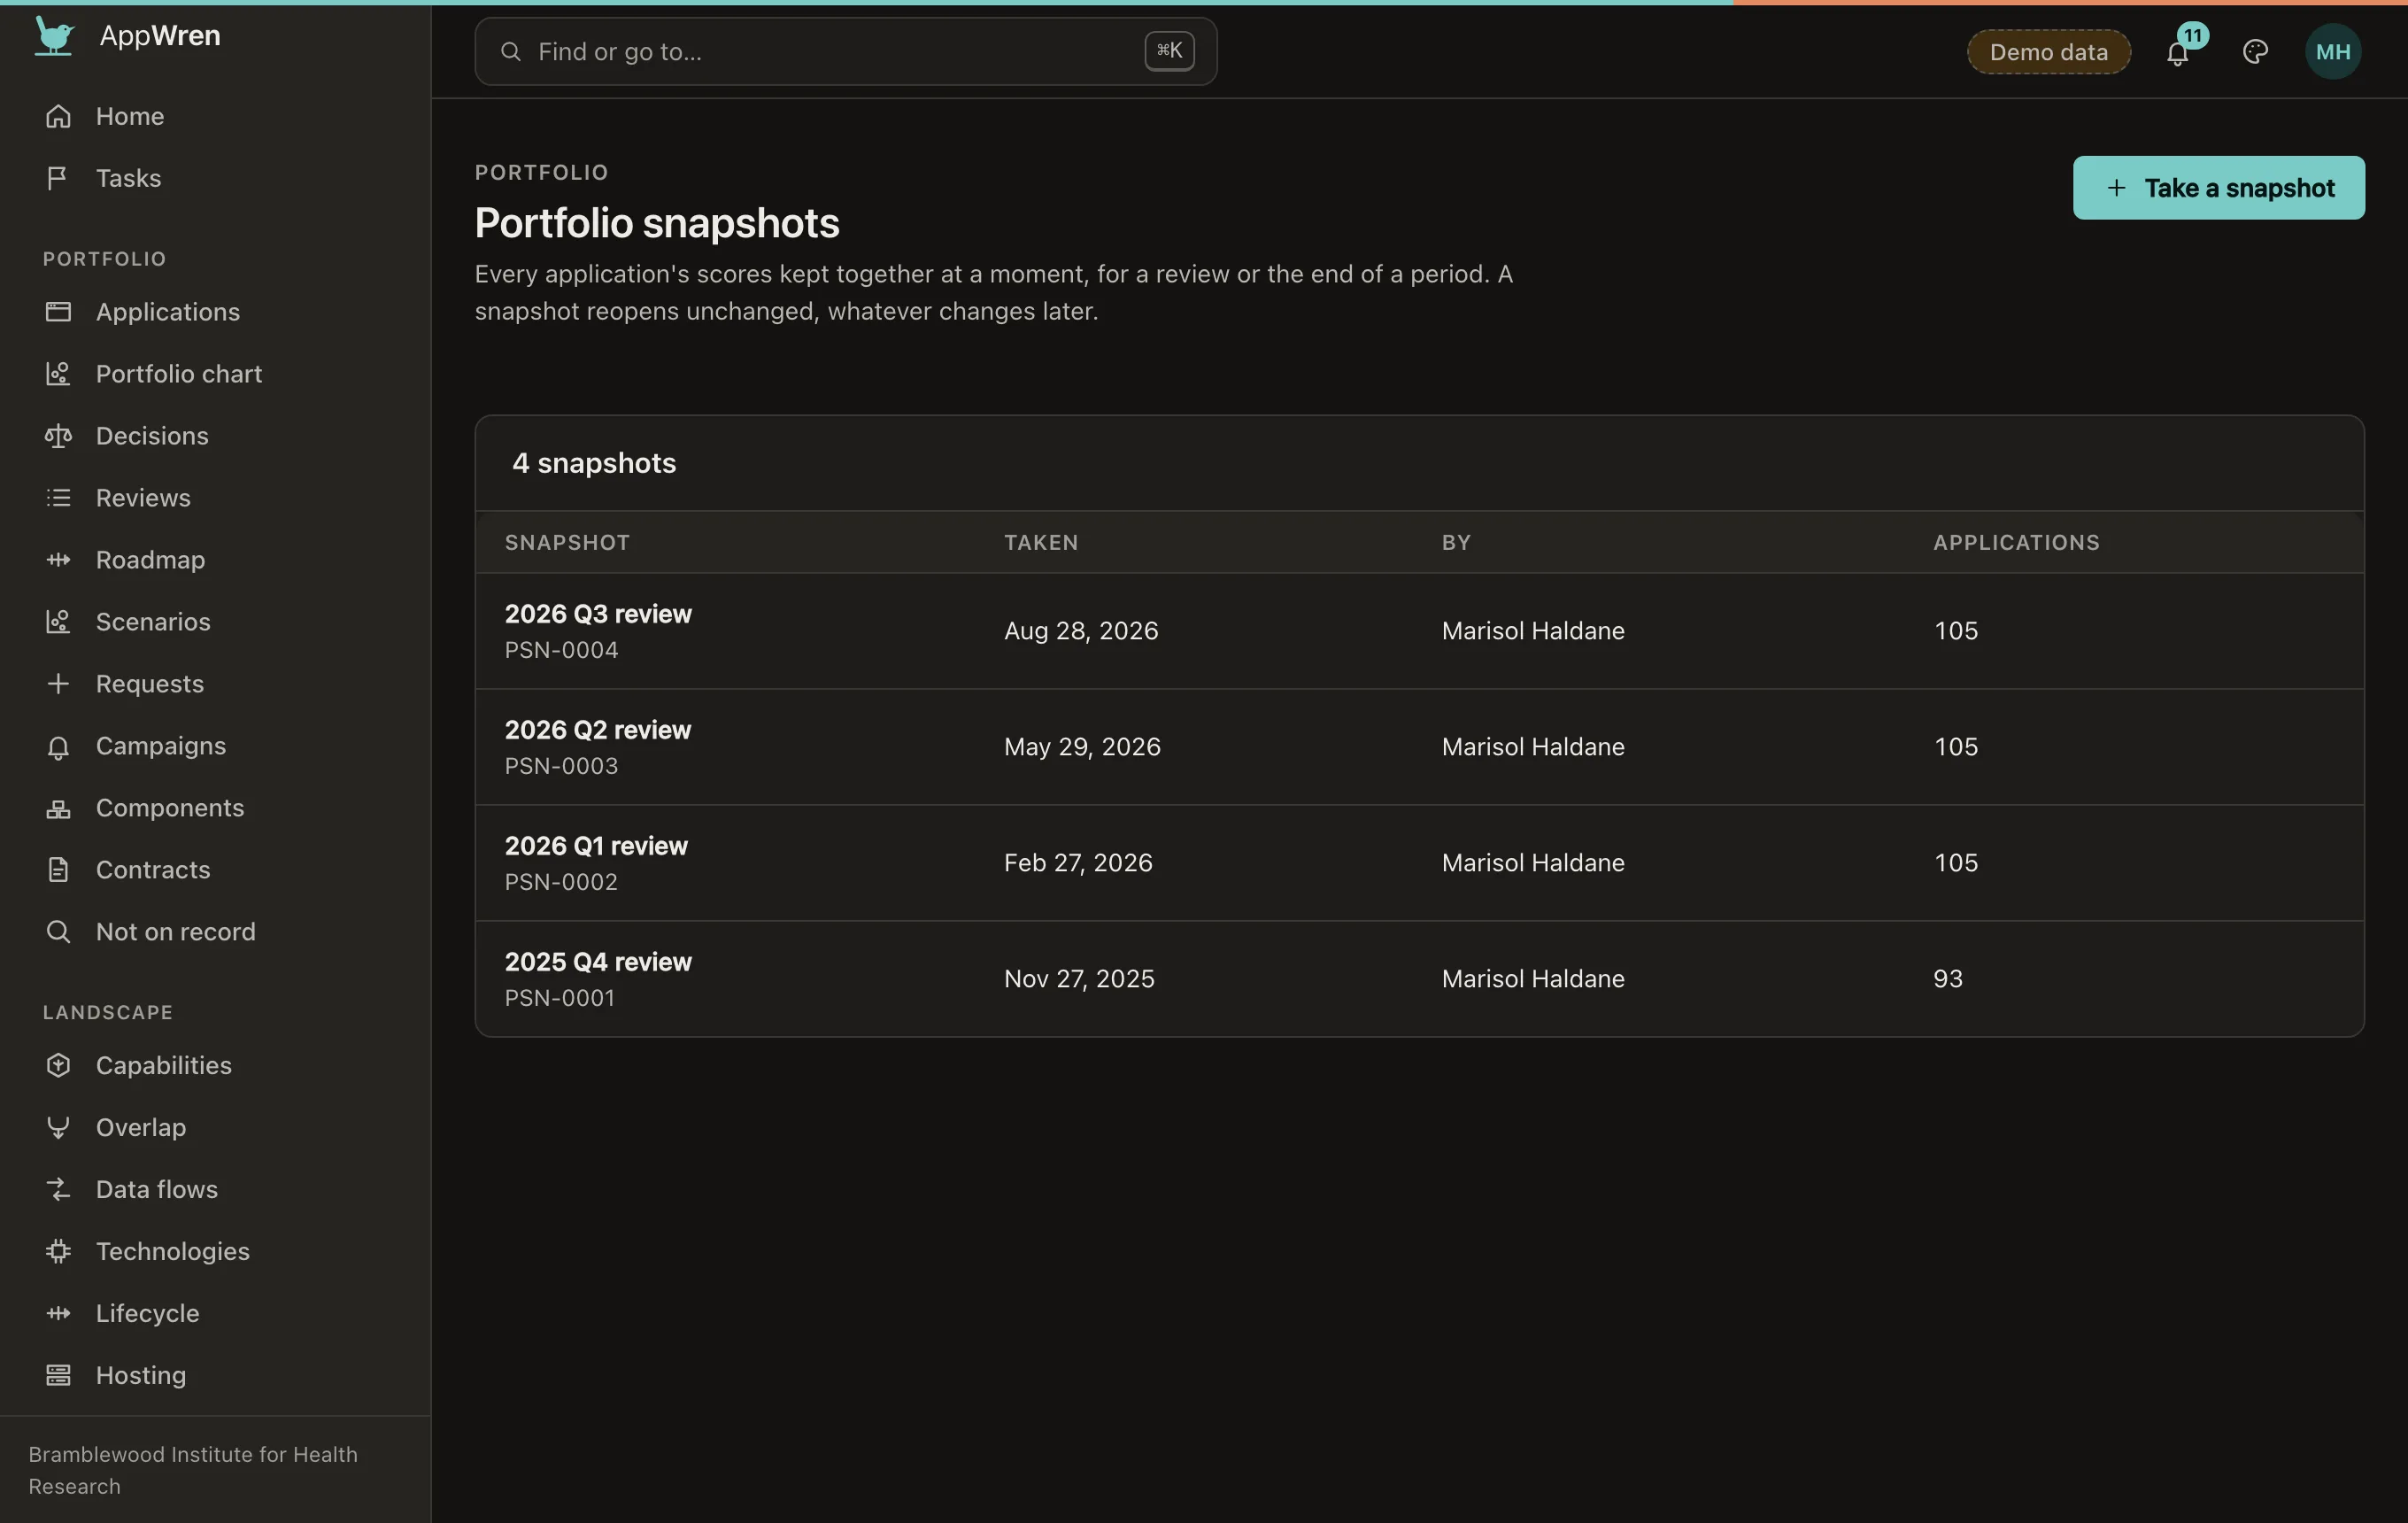 AppWren
Find or go to...
⌘K
Demo data
11
MH
Home
Tasks
PORTFOLIO
Applications
Portfolio chart
Decisions
Reviews
Roadmap
Scenarios
Requests
Campaigns
Components
Contracts
Not on record
LANDSCAPE
Capabilities
Overlap
Data flows
Technologies
Lifecycle
Hosting
Bramblewood Institute for Health
Research
PORTFOLIO
Portfolio snapshots
Every application's scores kept together at a moment, for a review or the end of a period. A
snapshot reopens unchanged, whatever changes later.
Take a snapshot
4 snapshots
SNAPSHOT TAKEN BY APPLICATIONS
2026 Q3 review
PSN-0004
Aug 28, 2026 Marisol Haldane 105
2026 Q2 review
PSN-0003
May 29, 2026 Marisol Haldane 105
2026 Q1 review
PSN-0002
Feb 27, 2026 Marisol Haldane 105
2025 Q4 review
PSN-0001
Nov 27, 2025 Marisol Haldane 93